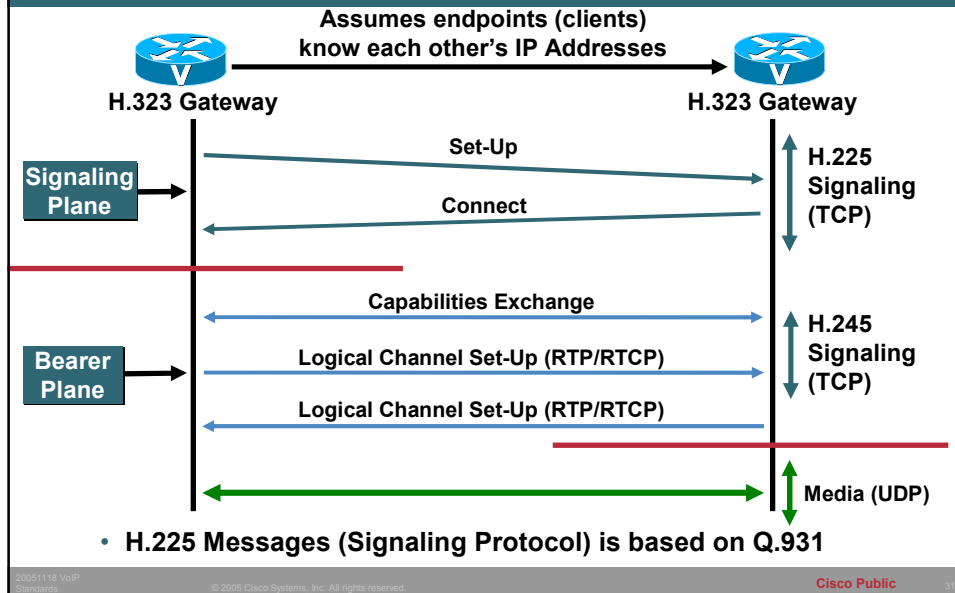 Assumes endpoints (clients)
know each other's IP Addresses
V
V
H.323 Gateway
H.323 Gateway
Set-Up
Signaling
Plane
Connect
H.225
Signaling
(TCP)
Capabilities Exchange
Bearer
Plane
Logical Channel Set-Up (RTP/RTCP)
Logical Channel Set-Up (RTP/RTCP)
H.245
Signaling
(TCP)
Media (UDP)
• H.225 Messages (Signaling Protocol) is based on Q.931
20051118 VoIP
Standards
© 2005 Cisco Systems, Inc. All rights reserved.
Cisco Public
31